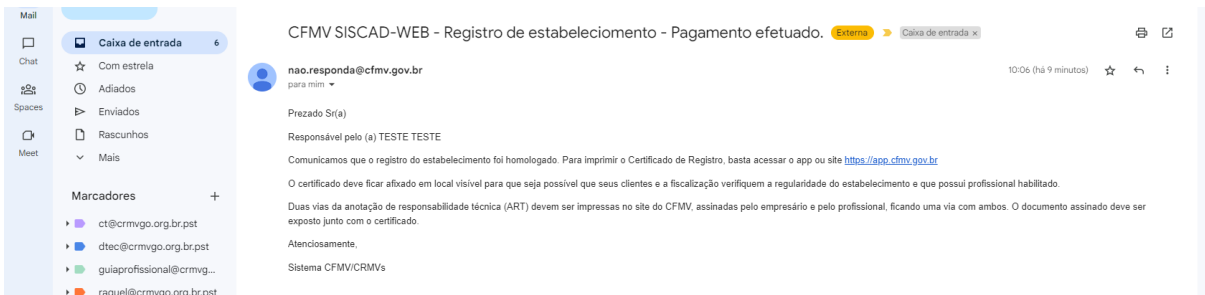 Mail
Chat
Spaces
Meet
Caixa de entrada 6
Com estrela
Adiados
Enviados
Rascunhos
Mais
Marcadores +
ct@crmvgo.org.br.pst
dtec@crmvgo.org.br.pst
guiaprofissional@crmvg...
raquel@crmvgo.org.br.pst
CFMV SISCAD-WEB - Registro de estabeleciomento - Pagamento efetuado. Externa Caixa de entrada ×
nao.responda@cfmv.gov.br 10:06 (há 9 minutos)
para mim
Prezado Sr(a)
Responsável pelo (a) TESTE TESTE
Comunicamos que o registro do estabelecimento foi homologado. Para imprimir o Certificado de Registro, basta acessar o app ou site https://app.cfmv.gov.br
O certificado deve ficar afixado em local visível para que seja possível que seus clientes e a fiscalização verifiquem a regularidade do estabelecimento e que possui profissional habilitado.
Duas vias da anotação de responsabilidade técnica (ART) devem ser impressas no site do CFMV, assinadas pelo empresário e pelo profissional, ficando uma via com ambos. O documento assinado deve ser
exposto junto com o certificado.
Atenciosamente,
Sistema CFMV/CRMVs